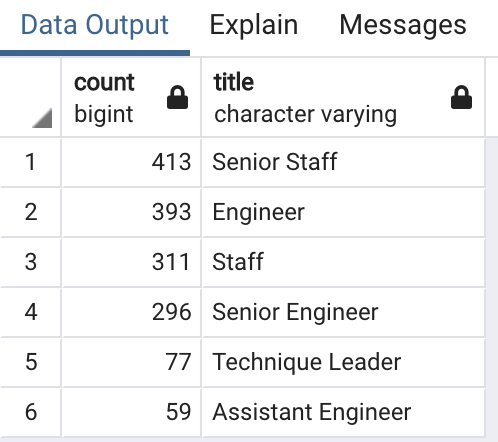 Data Output Explain Messages
count title
bigint character varying
1 413 Senior Staff
2 393 Engineer
3 311 Staff
4 296 Senior Engineer
5 77 Technique Leader
6 59 Assistant Engineer